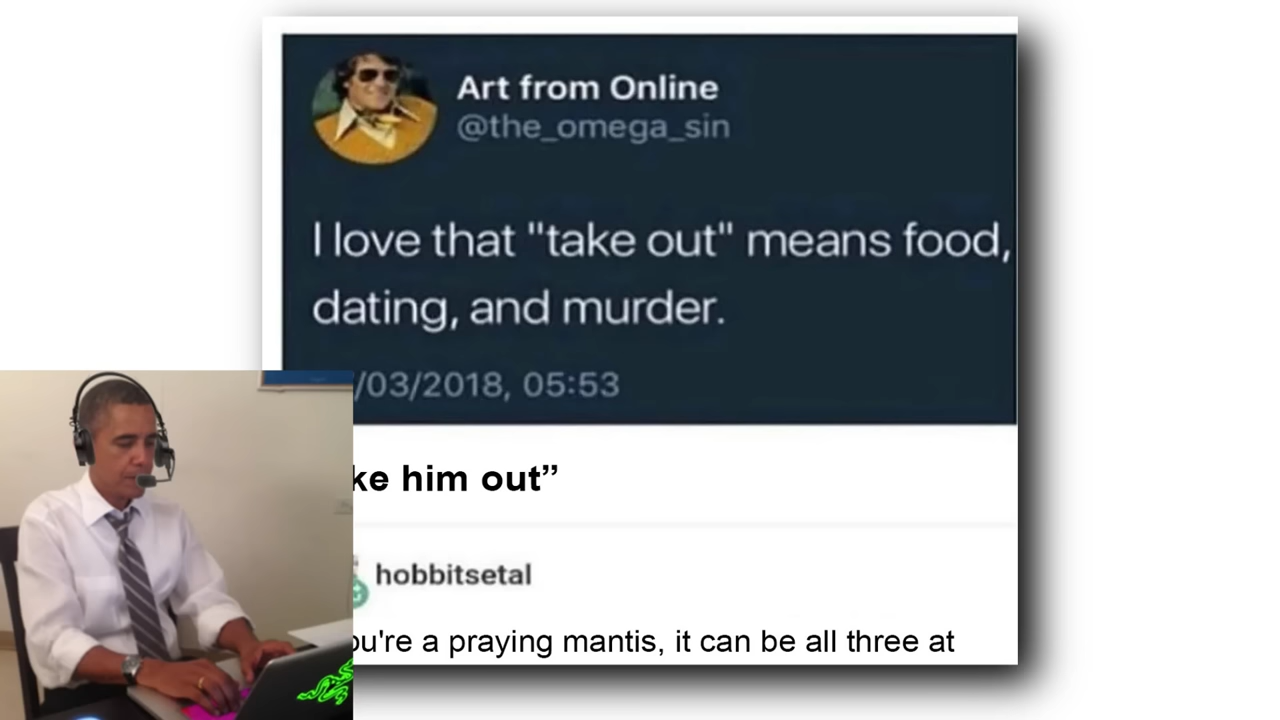 Art from Online
@the_omega_sin
I love that "take out" means food,
dating, and murder.
/03/2018, 05:53
ke him out”
hobbitsetal
ou're a praying mantis, it can be all three at